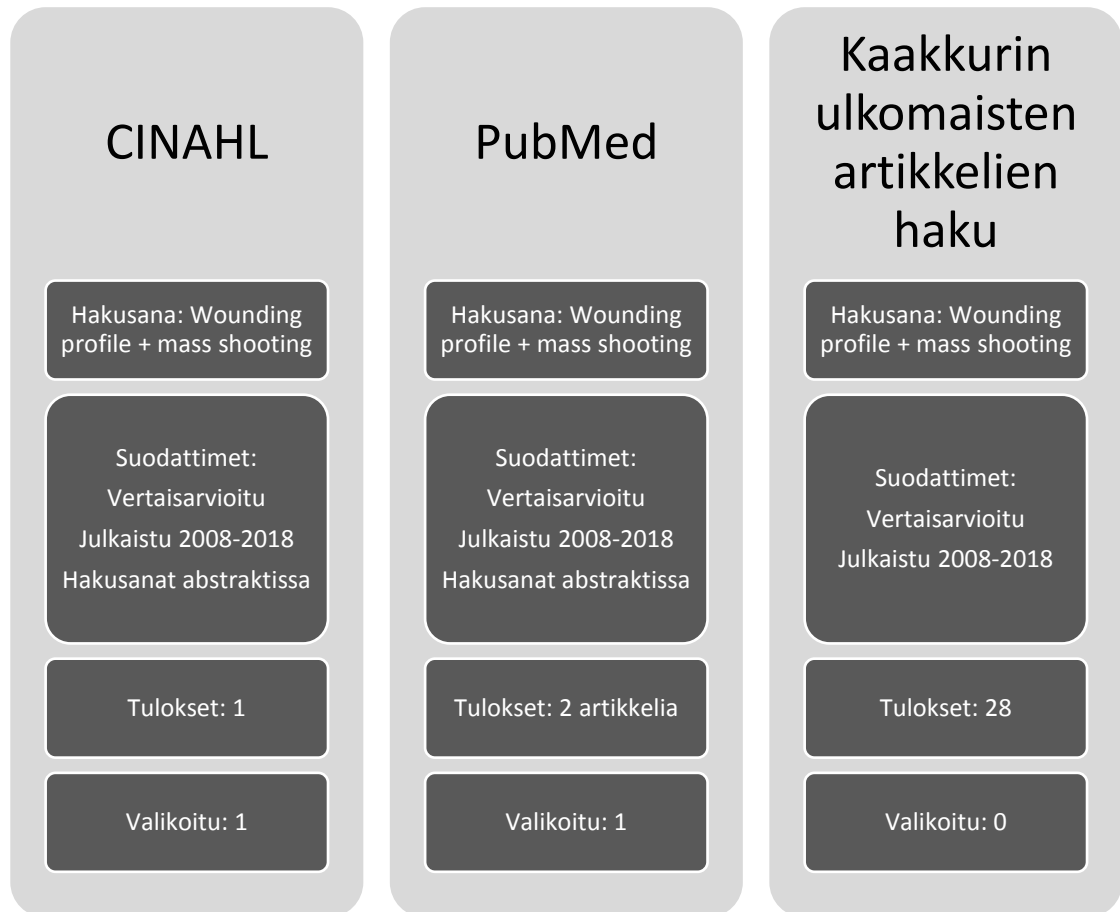 CINAHL
Hakusana: Wounding
profile + mass shooting
Suodattimet:
Vertaisarvioitu
Julkaistu 2008-2018
Hakusanat abstraktissa
Tulokset: 1
Valikoitu: 1
PubMed
Hakusana: Wounding
profile + mass shooting
Suodattimet:
Vertaisarvioitu
Julkaistu 2008-2018
Hakusanat abstraktissa
Tulokset: 2 artikkelia
Valikoitu: 1
Kaakkurin
ulkomaisten
artikkelien
haku
Hakusana: Wounding
profile + mass shooting
Suodattimet:
Vertaisarvioitu
Julkaistu 2008-2018
Tulokset: 28
Valikoitu: 0